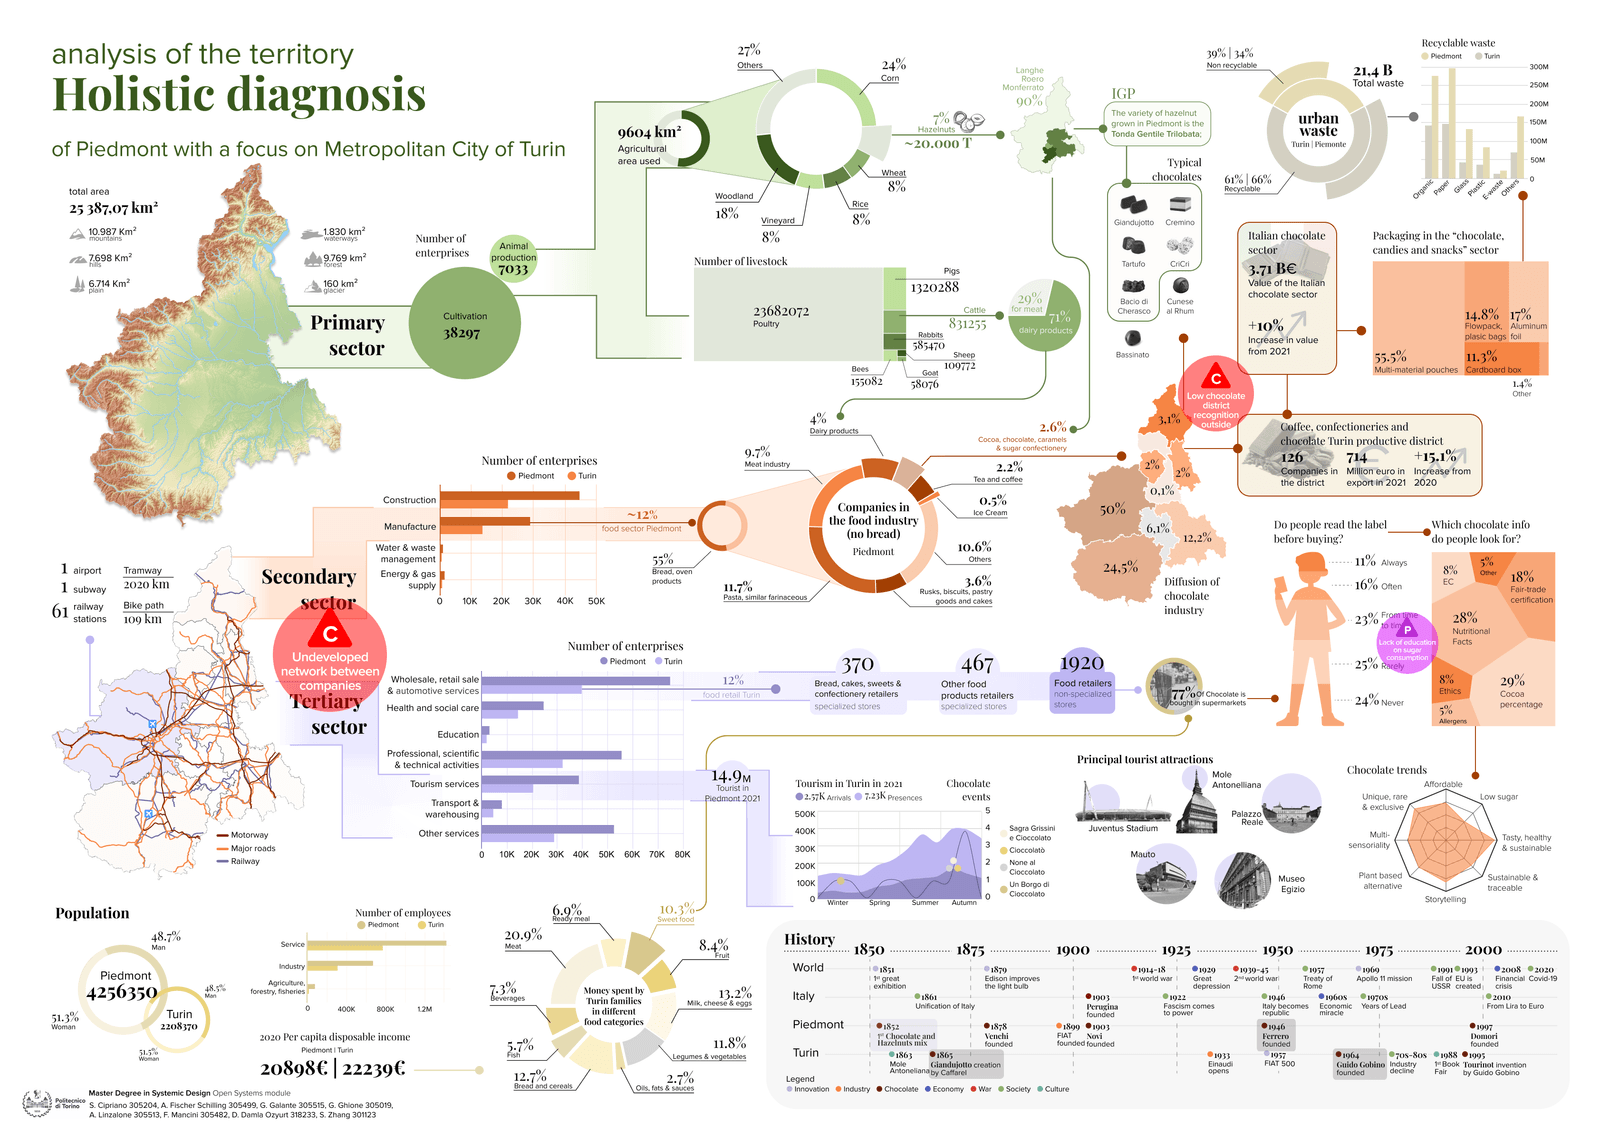 analysis of the territory
Holistic diagnosis
of Piedmont with a focus on Metropolitan City of Turin
total area
25 387,07 km²
10.987 Km²
mountains
7.698 Km²
hills
6.714 Km²
plain
1.830 km²
waterways
9.769 km²
forest
160 km²
glacier
Number of
enterprises
Animal
production
7033
Cultivation
38297
Primary
sector
9604 km²
Agricultural
area used
27%
Others
24%
Corn
7%
Hazelnuts
~20.000 T
Wheat
8%
Rice
8%
Vineyard
8%
Woodland
18%
Langhe
Roero
Monferrato
90%
IGP
The variety of hazelnut
grown in Piedmont is the
Tonda Gentile Trilobata;
Typical
chocolates
Giandujotto
Cremino
Tartufo
CriCri
Bacio di
Cherasco
Cunese
al Rhum
Bassinato
Number of livestock
23682072
Poultry
Pigs
1320288
Cattle
831255
Rabbits
585470
Sheep
109772
Goat
58076
Bees
155082
29%
for meat
71%
dairy products
39% | 34%
Non recyclable
21,4 B
Total waste
urban
waste
Turin | Piemonte
61% | 66%
Recyclable
Recyclable waste
Piedmont
Turin
300M
250M
200M
150M
100M
50M
0
Organic
Paper
Glass
Plastic
E-waste
Others
Italian chocolate
sector
3.71 B€
Value of the Italian
chocolate sector
+10%
Increase in value
from 2021
Packaging in the “chocolate,
candies and snacks” sector
55.5%
Multi-material pouches
14.8%
Flowpack,
plasic bages
17%
Aluminum
foil
11.3%
Cardboard box
1.4%
Other
C
Low chocolate
district
recognition
outside
Coffee, confectioneries and
chocolate Turin productive district
126
Companies in
the district
714
Million euro in
export in 2021
+15.1%
Increase from
2020
3,1%
2%
2%
0,1%
50%
6,1%
12,2%
24,5%
Diffusion of
chocolate
industry
4%
Dairy products
9.7%
Meat industry
2.6%
Cocoa, chocolate, caramels
& sugar confectionery
2.2%
Tea and coffee
0.5%
Ice Cream
10.6%
Others
3.6%
Rusks, biscuits, pastry
goods and cakes
11.7%
Pasta, similar farinaceous
55%
Bread, oven
products
Companies in
the food industry
(no bread)
Piedmont
Number of enterprises
Piedmont
Turin
Construction
Manufacture
Water & waste
management
Energy & gas
supply
0
10K
20K
30K
40K
50K
~12%
food sector Piedmont
Secondary
sector
C
Undeveloped
network between
companies
Tertiary
sector
1 airport
1 subway
61 railway
stations
Tramway
2020 km
Bike path
109 km
Motorway
Major roads
Railway
Number of enterprises
Piedmont
Turin
Wholesale, retail sale
& automotive services
Health and social care
Education
Professional, scientific
& technical activities
Tourism services
Transport &
warehousing
Other services
0
10K
20K
30K
40K
50K
60K
70K
80K
12%
food retail Turin
370
Bread, cakes, sweets &
confectionery retailers
specialized stores
467
Other food
products retailers
specialized stores
1920
Food retailers
non-specialized
stores
77% Of Chocolate is
bought in supermarkets
Do people read the label
before buying?
11% Always
16% Often
23% From time
to time
25% Rarely
24% Never
P
Lack of education
on sugar
consumption
Which chocolate info
do people look for?
8%
EC
5%
Other
18%
Fair-trade
certification
28%
Nutritional
Facts
8%
Ethics
29%
Cocoa
percentage
5%
Allergens
Chocolate trends
Affordable
Low sugar
Tasty, healthy
& sustainable
Sustainable &
traceable
Storytelling
Plant based
alternative
Multi-
sensoriality
Unique, rare
& exclusive
14.9M
Tourist in
Piedmont 2021
Tourism in Turin in 2021
2.57K Arrivals
7.23K Presences
Chocolate
events
500K
400K
300K
200K
100K
0
5
4
3
2
1
0
Winter
Spring
Summer
Autumn
Sagra Grissini
e Cioccolato
Cioccolatò
None al
Cioccolato
Un Borgo di
Cioccolato
Principal tourist attractions
Juventus Stadium
Mole
Antonelliana
Palazzo
Reale
Mauto
Museo
Egizio
Population
48.7%
Man
Piedmont
4256350
51.3%
Woman
48.5%
Man
Turin
2208370
51.5%
Woman
Number of employees
Piedmont
Turin
Service
Industry
Agriculture,
forestry, fisheries
0
400K
800K
1.2M
2020 Per capita disposable income
Piedmont | Turin
20898€ | 22239€
Money spent by
Turin families
in different
food categories
6.9%
Ready meal
10.3%
Sweet food
8.4%
Fruit
13.2%
Milk, cheese & eggs
11.8%
Legumes & vegetables
2.7%
Oils, fats & sauces
12.7%
Bread and cereals
5.7%
Fish
7.3%
Beverages
20.9%
Meat
History
1850
1875
1900
1925
1950
1975
2000
World
1851
1st great
exhibition
1879
Edison improves
the light bulb
1914-18
1st world war
1929
Great
depression
1939-45
2nd world war
1957
Treaty of
Rome
1969
Apollo 11 mission
1991
Fall of
USSR
1993
EU is
created
2008
Financial
crisis
2020
Covid-19
Italy
1861
Unification of Italy
1903
Perugina
founded
1922
Fascism comes
to power
1946
Italy becomes
republic
1960s
Economic
miracle
1970s
Years of Lead
2010
From Lira to Euro
Piedmont
1852
1st Chocolate and
Hazelnuts mix
1878
Venchi
founded
1899
FIAT
founded
1903
Novi
founded
1946
Ferrero
founded
1997
Domori
founded
Turin
1863
Mole
Antonelliana
1865
Giandujotto creation
by Caffarel
1933
Einaudi
opens
1957
FIAT 500
1964
Guido Gobino
founded
70s-80s
Industry
decline
1988
1st Book
Fair
1995
Tourinot invention
by Guido Gobino
Legend
Innovation
Industry
Chocolate
Economy
War
Society
Culture
Politecnico
di Torino
Master Degree in Systemic Design Open Systems module
S. Cipriano 305204, A. Fischer Schilling 305499, G. Galante 305515, G. Ghione 305019,
A. Linzalone 305513, F. Mancini 305482, D. Damla Ozyurt 318233, S. Zhang 301123